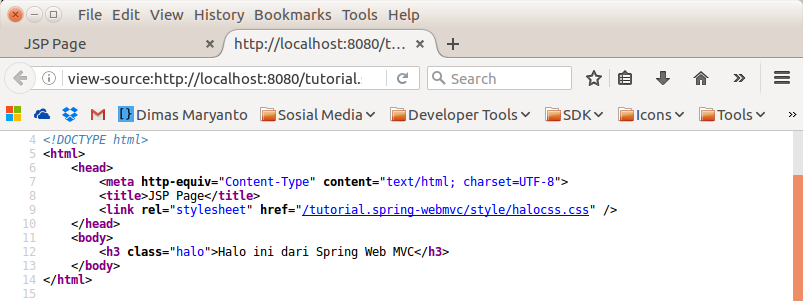 File Edit View History Bookmarks Tools Help
JSP Page http://localhost:8080/t...
view-source:http://localhost:8080/tutorial. Search
Dimas Maryanto Sosial Media Developer Tools SDK Icons Tools
4 <!DOCTYPE html>
5 <html>
6 <head>
7 <meta http-equiv="Content-Type" content="text/html; charset=UTF-8">
8 <title>JSP Page</title>
9 <link rel="stylesheet" href="/tutorial.spring-webmvc/style/halocss.css" />
10 </head>
11 <body>
12 <h3 class="halo">Halo ini dari Spring Web MVC</h3>
13 </body>
14 </html>
15